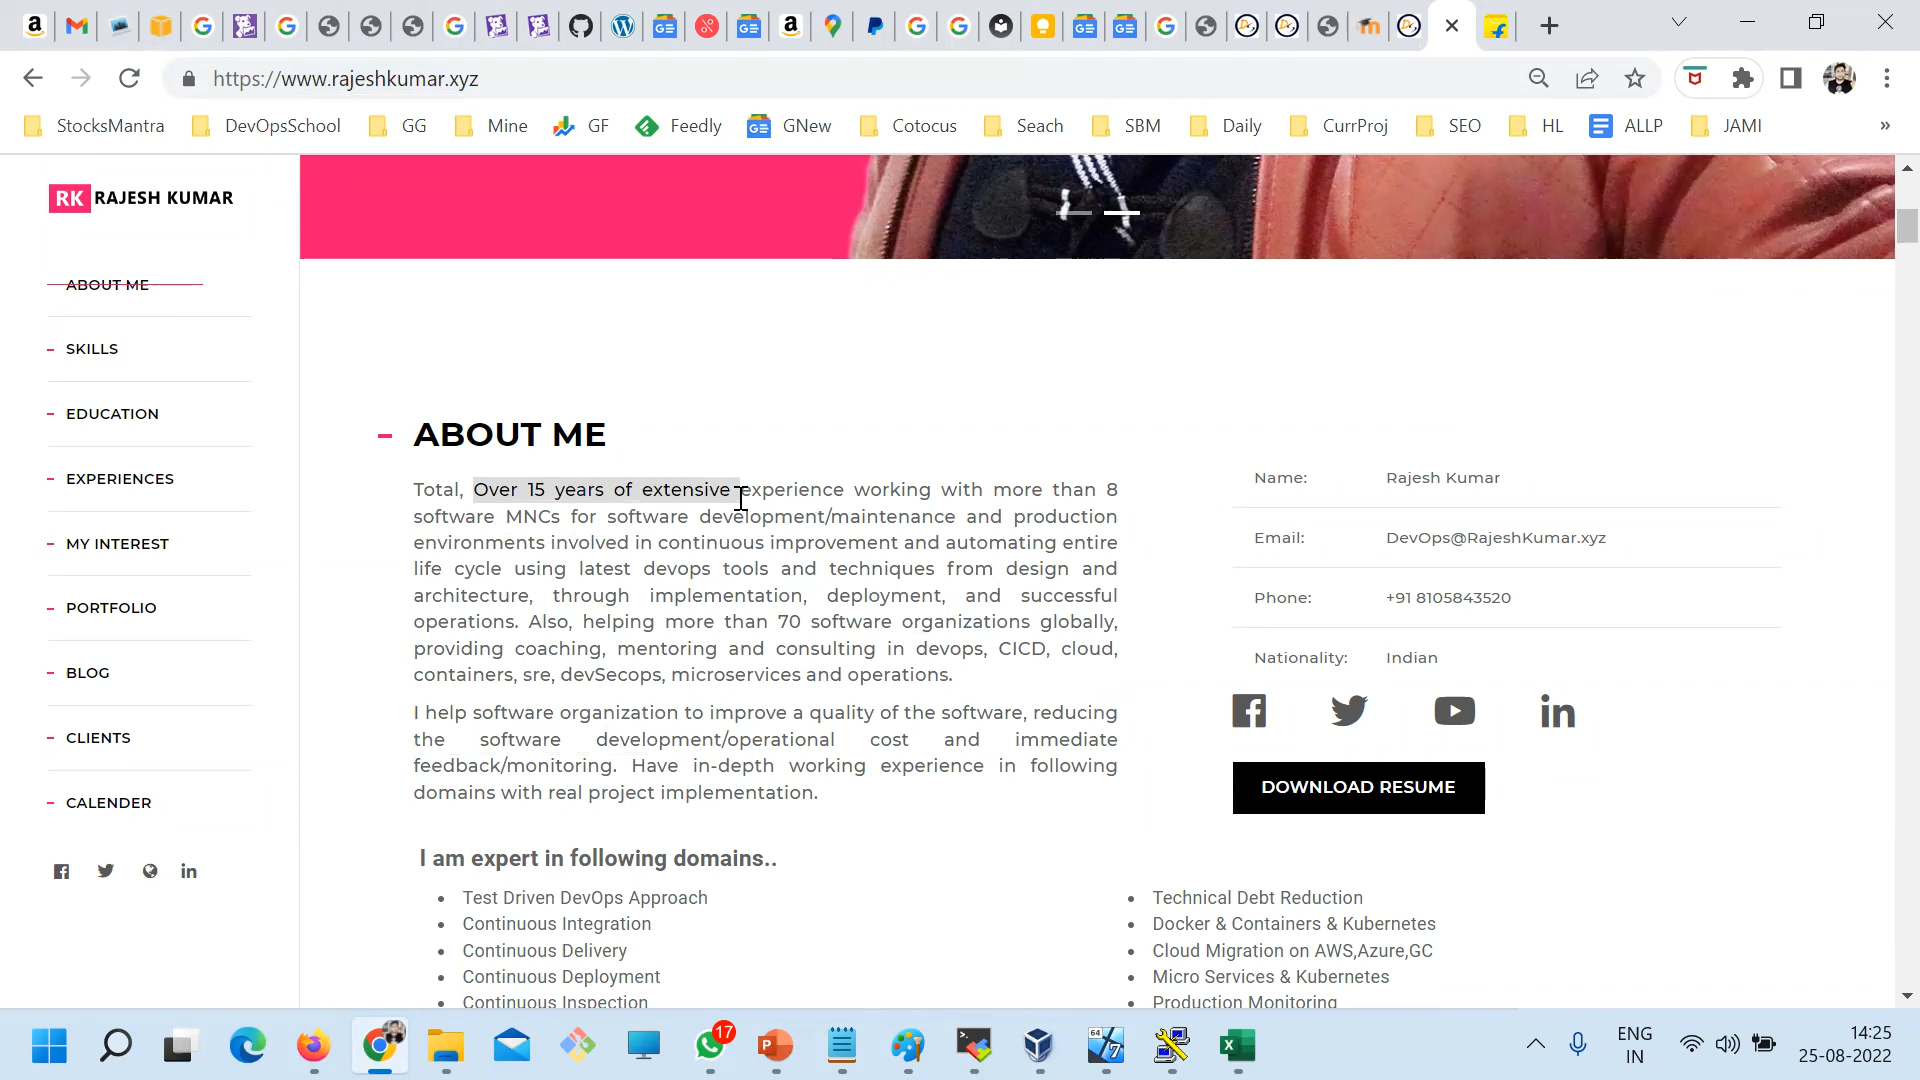 https://www.rajeshkumar.xyz
StocksMantra DevOpsSchool GG Mine GF Feedly GNew Cotocus Seach SBM Daily CurrProj SEO HL ALLP JAMI »
RK RAJESH KUMAR
ABOUT ME
SKILLS
EDUCATION
EXPERIENCES
MY INTEREST
PORTFOLIO
BLOG
CLIENTS
CALENDER
ABOUT ME
Total, Over 15 years of extensive experience working with more than 8
software MNCs for software development/maintenance and production
environments involved in continuous improvement and automating entire
life cycle using latest devops tools and techniques from design and
architecture, through implementation, deployment, and successful
operations. Also, helping more than 70 software organizations globally,
providing coaching, mentoring and consulting in devops, CICD, cloud,
containers, sre, devSecops, microservices and operations.
I help software organization to improve a quality of the software, reducing
the software development/operational cost and immediate
feedback/monitoring. Have in-depth working experience in following
domains with real project implementation.
Name: Rajesh Kumar
Email: DevOps@RajeshKumar.xyz
Phone: +91 8105843520
Nationality: Indian
DOWNLOAD RESUME
I am expert in following domains..
Test Driven DevOps Approach
Continuous Integration
Continuous Delivery
Continuous Deployment
Continuous Inspection
Technical Debt Reduction
Docker & Containers & Kubernetes
Cloud Migration on AWS,Azure,GC
Micro Services & Kubernetes
Production Monitoring
17
64
ENG
IN
14:25
25-08-2022